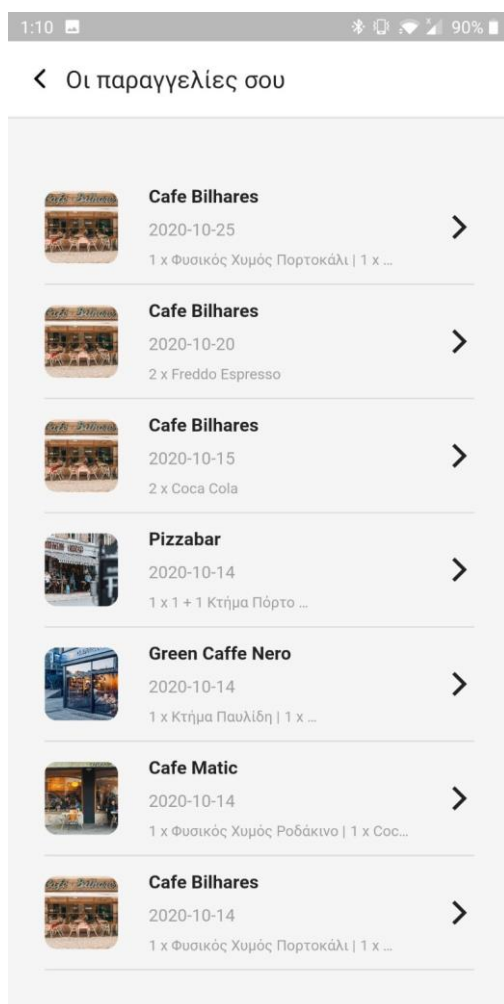 1:10 90%
Οι παραγγελίες σου
Cafe Bilhares
2020-10-25
1 x Φυσικός Χυμός Πορτοκάλι | 1 x ...
Cafe Bilhares
2020-10-20
2 x Freddo Espresso
Cafe Bilhares
2020-10-15
2 x Coca Cola
Pizzabar
2020-10-14
1 x 1 + 1 Κτήμα Πόρτο ...
Green Caffe Nero
2020-10-14
1 x Κτήμα Παυλίδη | 1 x ...
Cafe Matic
2020-10-14
1 x Φυσικός Χυμός Ροδάκινο | 1 x Coc...
Cafe Bilhares
2020-10-14
1 x Φυσικός Χυμός Πορτοκάλι | 1 x ...